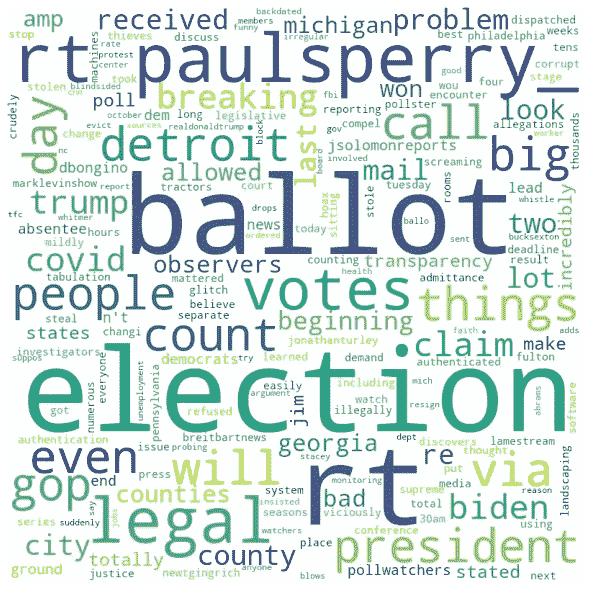 backdated
members
funny
rate
protest
center
amp
received
michigan
problem
dispatched
weeks
tens
corrupt
stop
thieves
stolen
blindsided
cnn
machines
discuss
irregular
best
philadelphia
four
stage
good
rt paulsperry_
day
poll
breaking
took
change
crudely
evict
sources
won
wou
pollster
fbi
encounter
look
allegations
worker
thousands
dem
long
october
realdonaldtrump
legislative
block
last
reporting
gov
compel
call
big
detroit
jsolomonreports
nc
report
dbongino
marklevinshow
allowed
mail
stole
tuesday
screaming
lead
two
whistle
trump
tractors
court
drops
hoax
sitting
board
involved
rooms
tfc
whitmer
absentee
hours
news
ordered
today
ballot
ballo
sent
bucksexton
deadline
result
incredibly
covid
mildly
tabulation
observers
mattered
glitch
counting
health
transparency
lot
admittance
people
votes
things
steal
n't
changi
believe
separate
beginning
faith
adds
states
count
claim
make
investigators
democrats
try
learned
jonathanturley
demand
authenticated
fulton
suppos
numerous
everyone
election
got
unemployment
pennsylvania
easily
illegally
including
watch
mich
resign
abrams
software
authentication
refused
argument
jim
breitbartnews
georgia
dept
re
discovers
thought
lamestream
even
issue
probing
stacey
rt
monitoring
put
via
landscaping
gop
end
press
will
system
bad
supreme
media
reason
series
say
suddenly
legal
counties
jobs
insisted
seasons
viciously
total
30am
using
biden
city
county
watchers
conference
president
ground
justice
totally
newtgingrich
anyone
blows
place
pollwatchers
stated
next